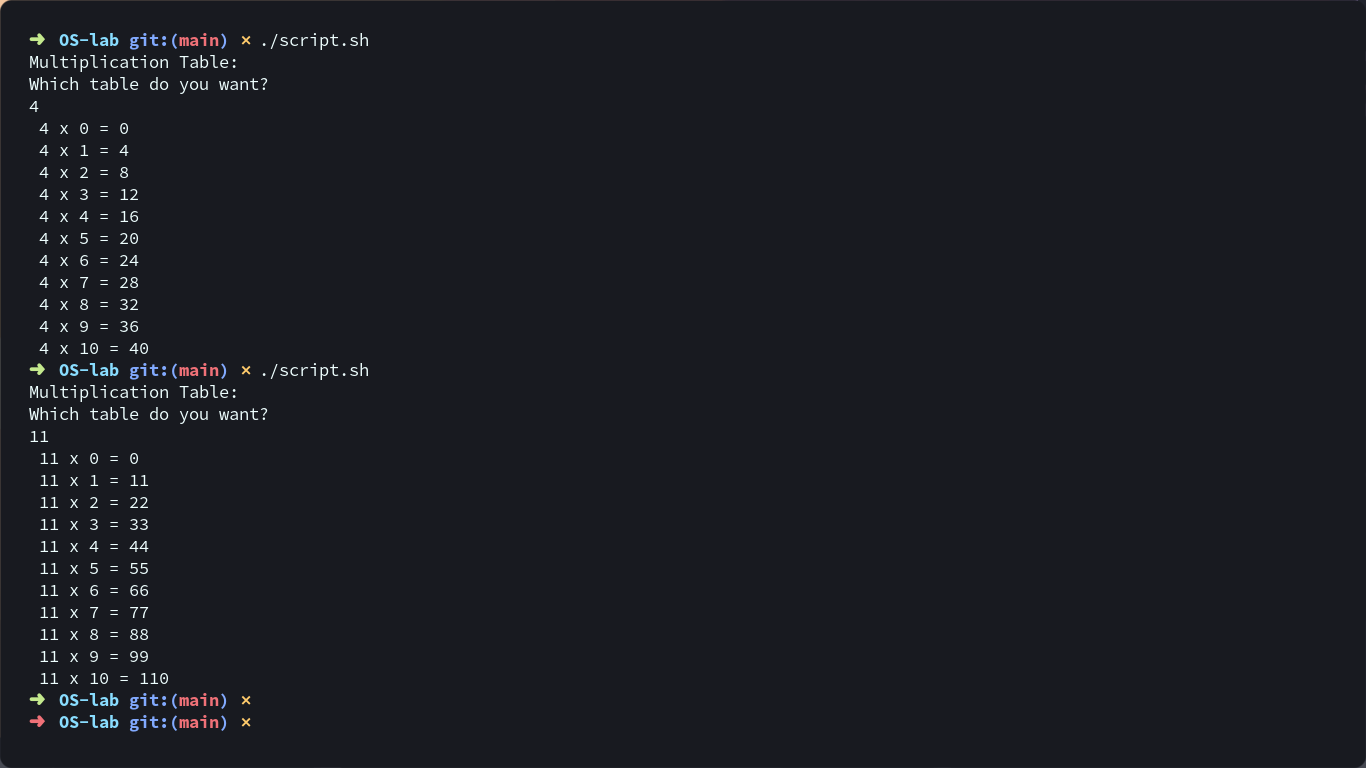 ➜ OS-lab git:(main) × ./script.sh
Multiplication Table:
Which table do you want?
4
 4 x 0 = 0
 4 x 1 = 4
 4 x 2 = 8
 4 x 3 = 12
 4 x 4 = 16
 4 x 5 = 20
 4 x 6 = 24
 4 x 7 = 28
 4 x 8 = 32
 4 x 9 = 36
 4 x 10 = 40
➜ OS-lab git:(main) × ./script.sh
Multiplication Table:
Which table do you want?
11
 11 x 0 = 0
 11 x 1 = 11
 11 x 2 = 22
 11 x 3 = 33
 11 x 4 = 44
 11 x 5 = 55
 11 x 6 = 66
 11 x 7 = 77
 11 x 8 = 88
 11 x 9 = 99
 11 x 10 = 110
➜ OS-lab git:(main) ×
➜ OS-lab git:(main) ×